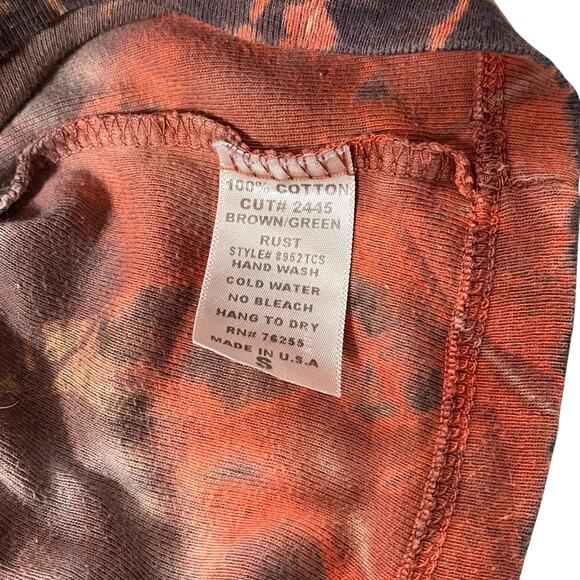 100% COTTON
CUT# 2445
BROWN/GREEN
RUST
STYLE# 8952TCS
HAND WASH
COLD WATER
NO BLEACH
HANG TO DRY
RN# 76255
MADE IN U.S.A
S